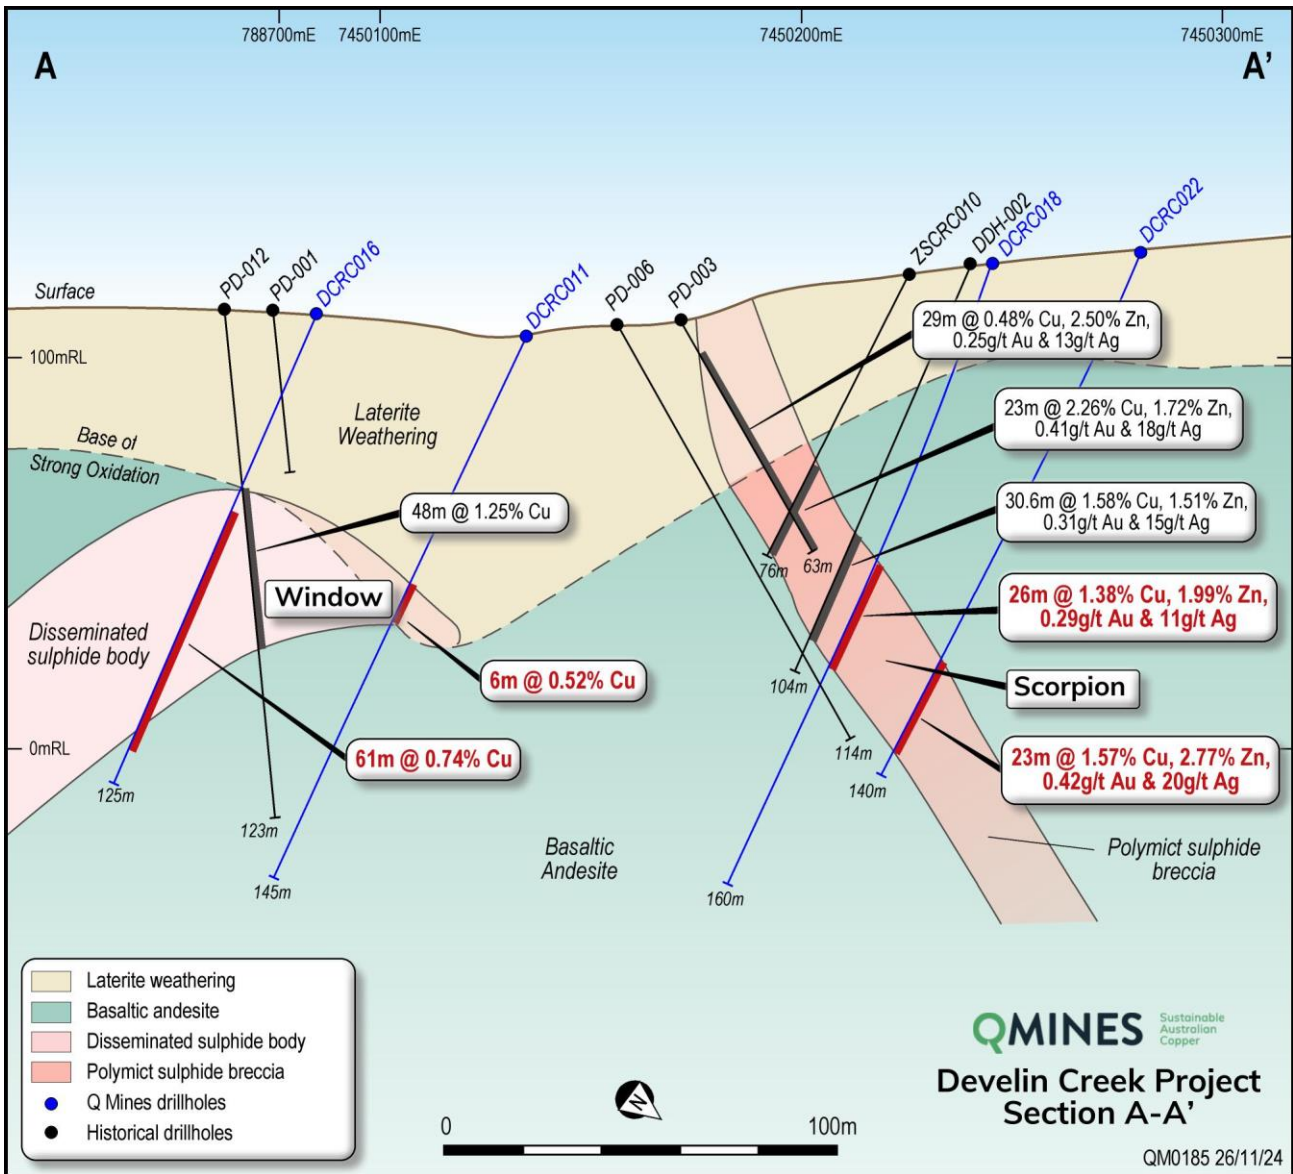 788700mE
7450100mE
7450200mE
7450300mE
A
A'
PD-012
PD-001
DCRC016
DCRC011
PD-006
PD-003
ZSCRC010
DDH-002
DCRC018
DCRC022
Surface
100mRL
Laterite
Weathering
Base of
Strong Oxidation
29m @ 0.48% Cu, 2.50% Zn,
0.25g/t Au & 13g/t Ag
23m @ 2.26% Cu, 1.72% Zn,
0.41g/t Au & 18g/t Ag
48m @ 1.25% Cu
30.6m @ 1.58% Cu, 1.51% Zn,
0.31g/t Au & 15g/t Ag
76m
63m
Window
26m @ 1.38% Cu, 1.99% Zn,
0.29g/t Au & 11g/t Ag
Disseminated
sulphide body
6m @ 0.52% Cu
104m
Scorpion
0mRL
61m @ 0.74% Cu
114m
23m @ 1.57% Cu, 2.77% Zn,
0.42g/t Au & 20g/t Ag
125m
140m
123m
Basaltic
Andesite
Polymict sulphide
breccia
145m
160m
Laterite weathering
Basaltic andesite
Disseminated sulphide body
Polymict sulphide breccia
Q Mines drillholes
Historical drillholes
N
0
100m
QMINES
Sustainable
Australian
Copper
Develin Creek Project
Section A-A'
QM0185 26/11/24